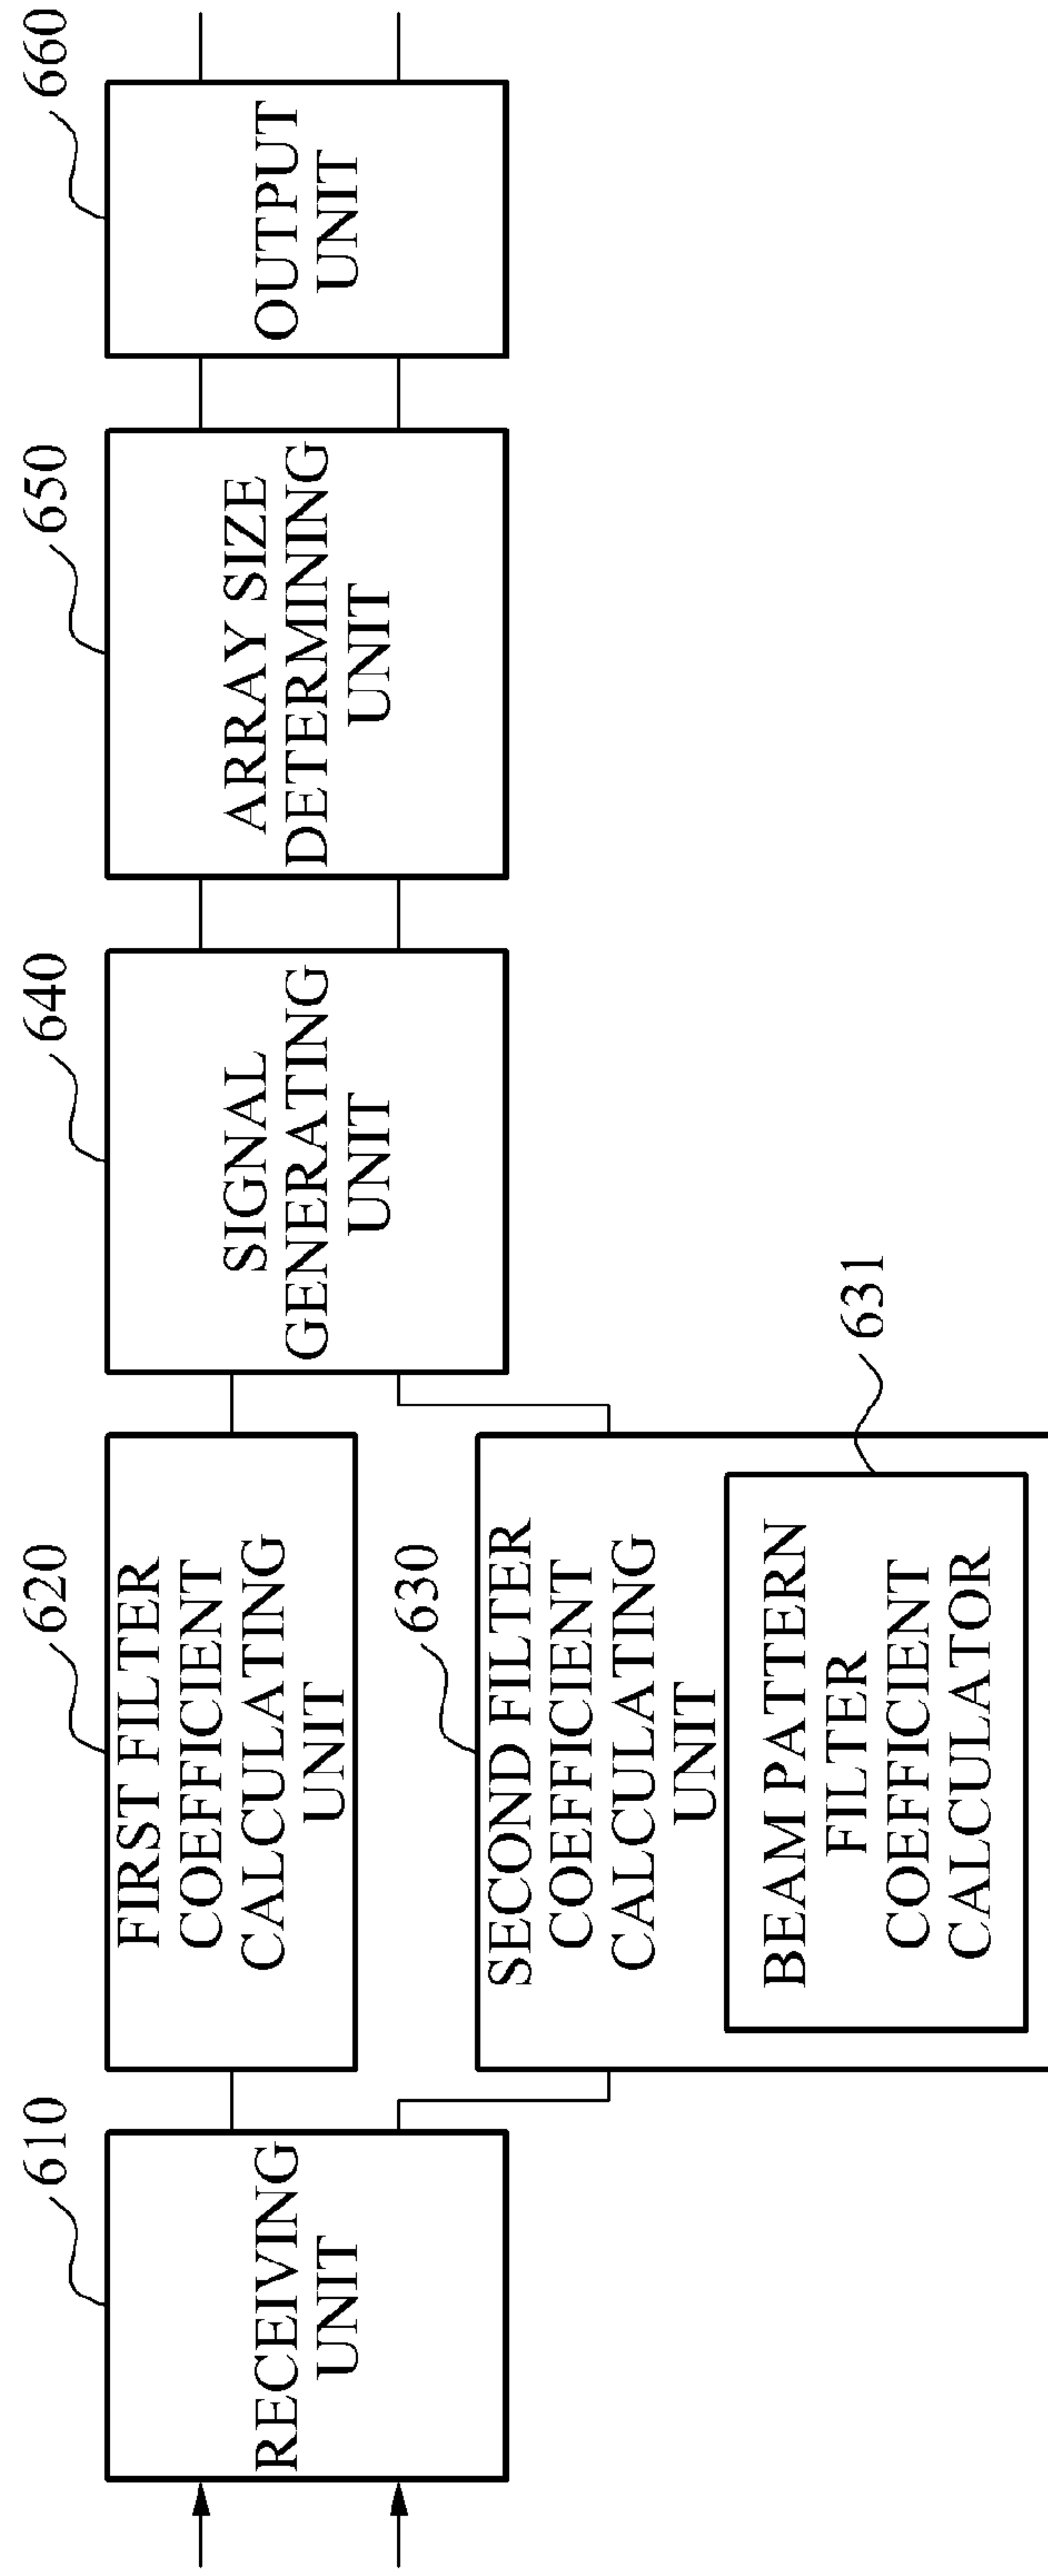 610
RECEIVING
UNIT
620
FIRST FILTER
COEFFICIENT
CALCULATING
UNIT
630
SECOND FILTER
COEFFICIENT
CALCULATING
UNIT
BEAM PATTERN
FILTER
COEFFICIENT
CALCULATOR
631
640
SIGNAL
GENERATING
UNIT
650
ARRAY SIZE
DETERMINING
UNIT
660
OUTPUT
UNIT